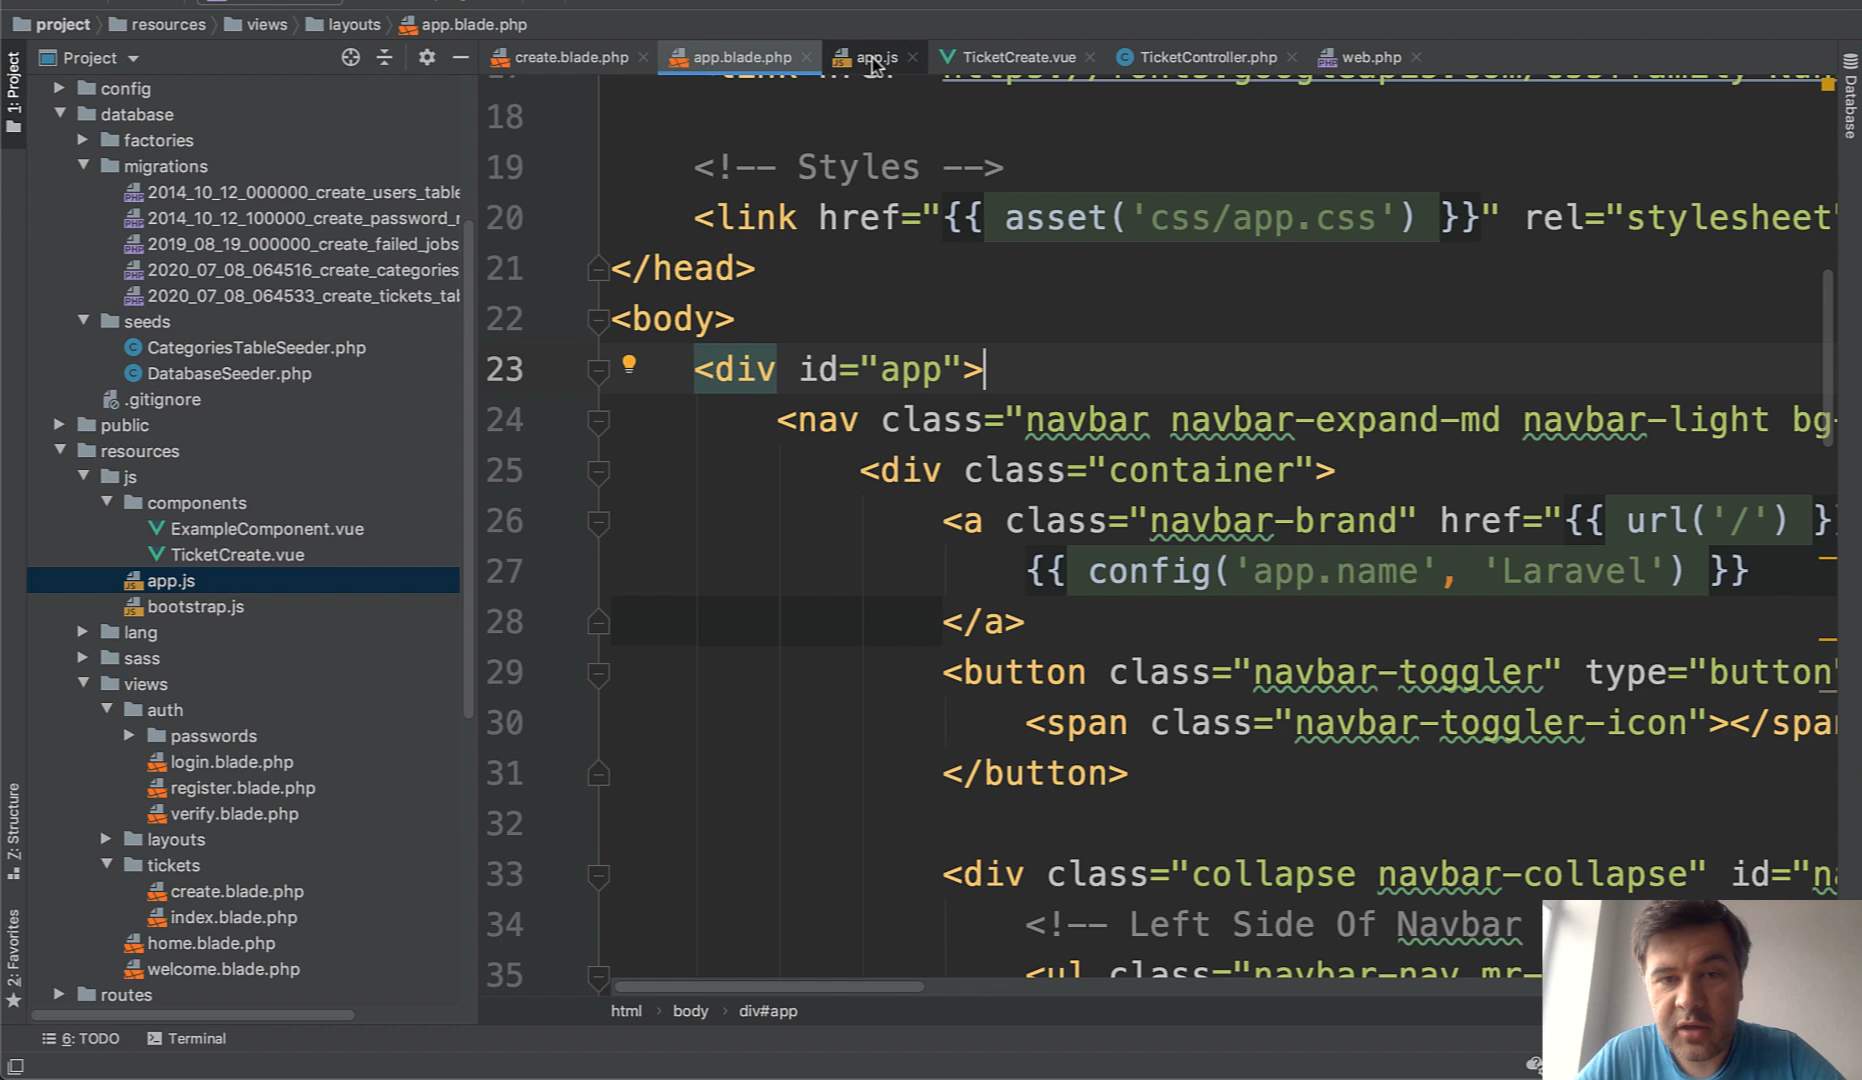 project resources views layouts app.blade.php
Project
create.blade.php app.blade.php app.js TicketCreate.vue TicketController.php web.php
1: Project
Z: Structure
2: Favorites
Database
config
database
factories
migrations
2014_10_12_000000_create_users_table
2014_10_12_100000_create_password_r
2019_08_19_000000_create_failed_jobs
2020_07_08_064516_create_categories
2020_07_08_064533_create_tickets_tab
seeds
CategoriesTableSeeder.php
DatabaseSeeder.php
.gitignore
public
resources
js
components
ExampleComponent.vue
TicketCreate.vue
app.js
bootstrap.js
lang
sass
views
auth
passwords
login.blade.php
register.blade.php
verify.blade.php
layouts
tickets
create.blade.php
index.blade.php
home.blade.php
welcome.blade.php
routes
18
19 <!-- Styles -->
20 <link href="{{ asset('css/app.css') }}" rel="stylesheet"
21 </head>
22 <body>
23 <div id="app">
24 <nav class="navbar navbar-expand-md navbar-light bg-
25 <div class="container">
26 <a class="navbar-brand" href="{{ url('/') }
27 {{ config('app.name', 'Laravel') }}
28 </a>
29 <button class="navbar-toggler" type="button"
30 <span class="navbar-toggler-icon"></spa
31 </button>
32
33 <div class="collapse navbar-collapse" id="na
34 <!-- Left Side Of Navbar
35 <ul class="navbar-nav mr-
html body div#app
6: TODO Terminal